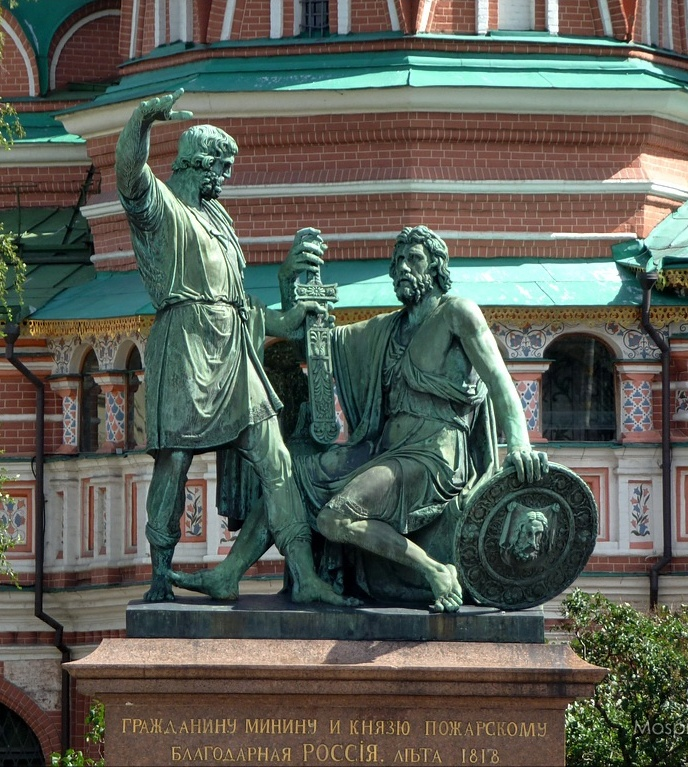 ГРАЖДАНИНУ МИНИНУ И КНЯЗЮ ПОЖАРСКОМУ
БЛАГОДАРНАЯ РОССІЯ. ЛѢТА 1818